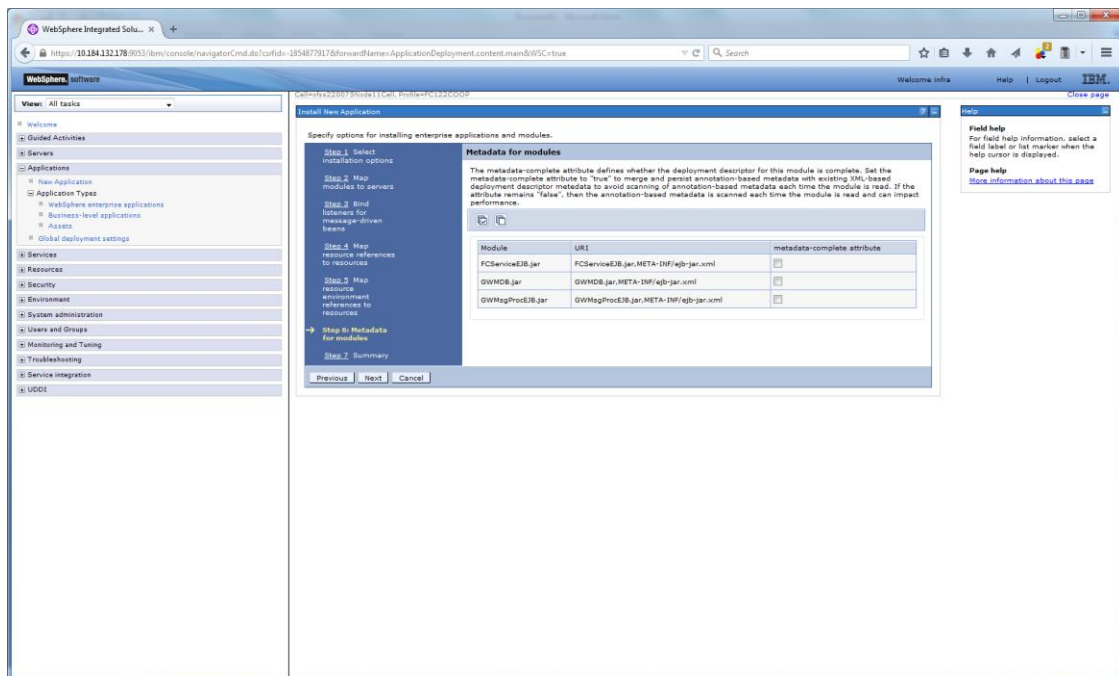 WebSphere Integrated Solu...
https://10.184.132.178:9053/ibm/console/navigatorCmd.do?csrfid=-1854877917&forwardName=ApplicationDeployment.content.main&WSC=true
Search
2
WebSphere. software
Welcome infra
Help | Logout
IBM.
View: All tasks
Close page
Welcome
Guided Activities
Servers
Applications
New Application
Application Types
WebSphere enterprise applications
Business-level applications
Assets
Global deployment settings
Services
Resources
Security
Environment
System administration
Users and Groups
Monitoring and Tuning
Troubleshooting
Service integration
UDDI
Install New Application
Specify options for installing enterprise applications and modules.
Step 1 Select
installation options
Step 2 Map
modules to servers
Step 3 Bind
listeners for
message-driven
beans
Step 4 Map
resource references
to resources
Step 5 Map
resource
environment
references to
resources
Step 6: Metadata
for modules
Step 7 Summary
Metadata for modules
The metadata-complete attribute defines whether the deployment descriptor for this module is complete. Set the
metadata-complete attribute to "true" to merge and persist annotation-based metadata with existing XML-based
deployment descriptor metedata to avoid scanning of annotation-based metadata each time the module is read. If the
attribute remains "false", then the annotation-based metadata is scanned each time the module is read and can impact
performance.
Module URI metadata-complete attribute
FCServiceEJB.jar FCServiceEJB.jar,META-INF/ejb-jar.xml
GWMDB.jar GWMDB.jar,META-INF/ejb-jar.xml
GWMsgProcEJB.jar GWMsgProcEJB.jar,META-INF/ejb-jar.xml
Previous Next Cancel
Help
Field help
For field help information, select a
field label or list marker when the
help cursor is displayed.
Page help
More information about this page